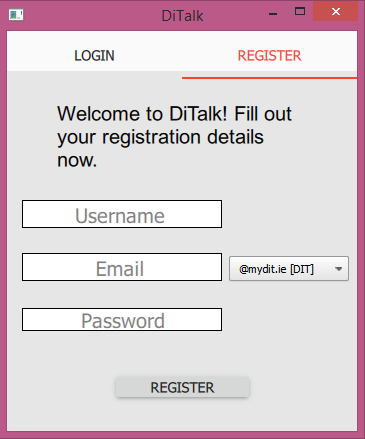 DiTalk
LOGIN
REGISTER
Welcome to DiTalk! Fill out
your registration details
now.
Username
Email
@mydit.ie [DIT]
Password
REGISTER